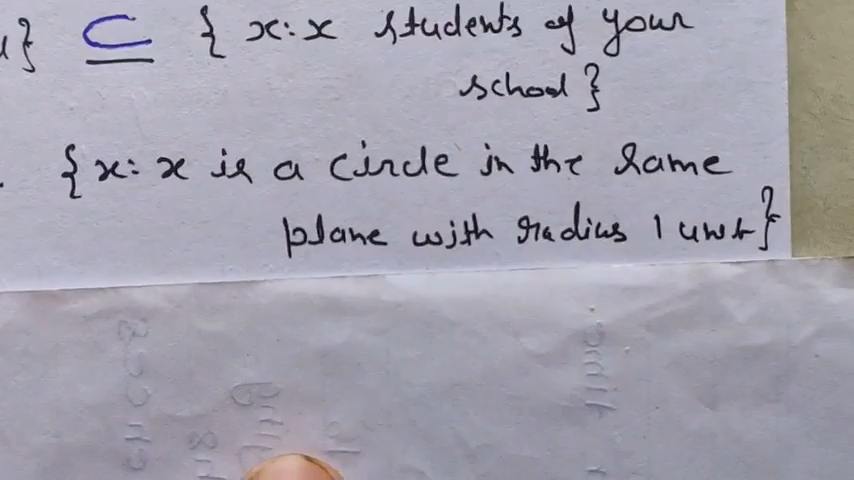 } ⊆ { x:x students of your
school }
. {x: x is a circle in the same
plane with radius 1 unit}